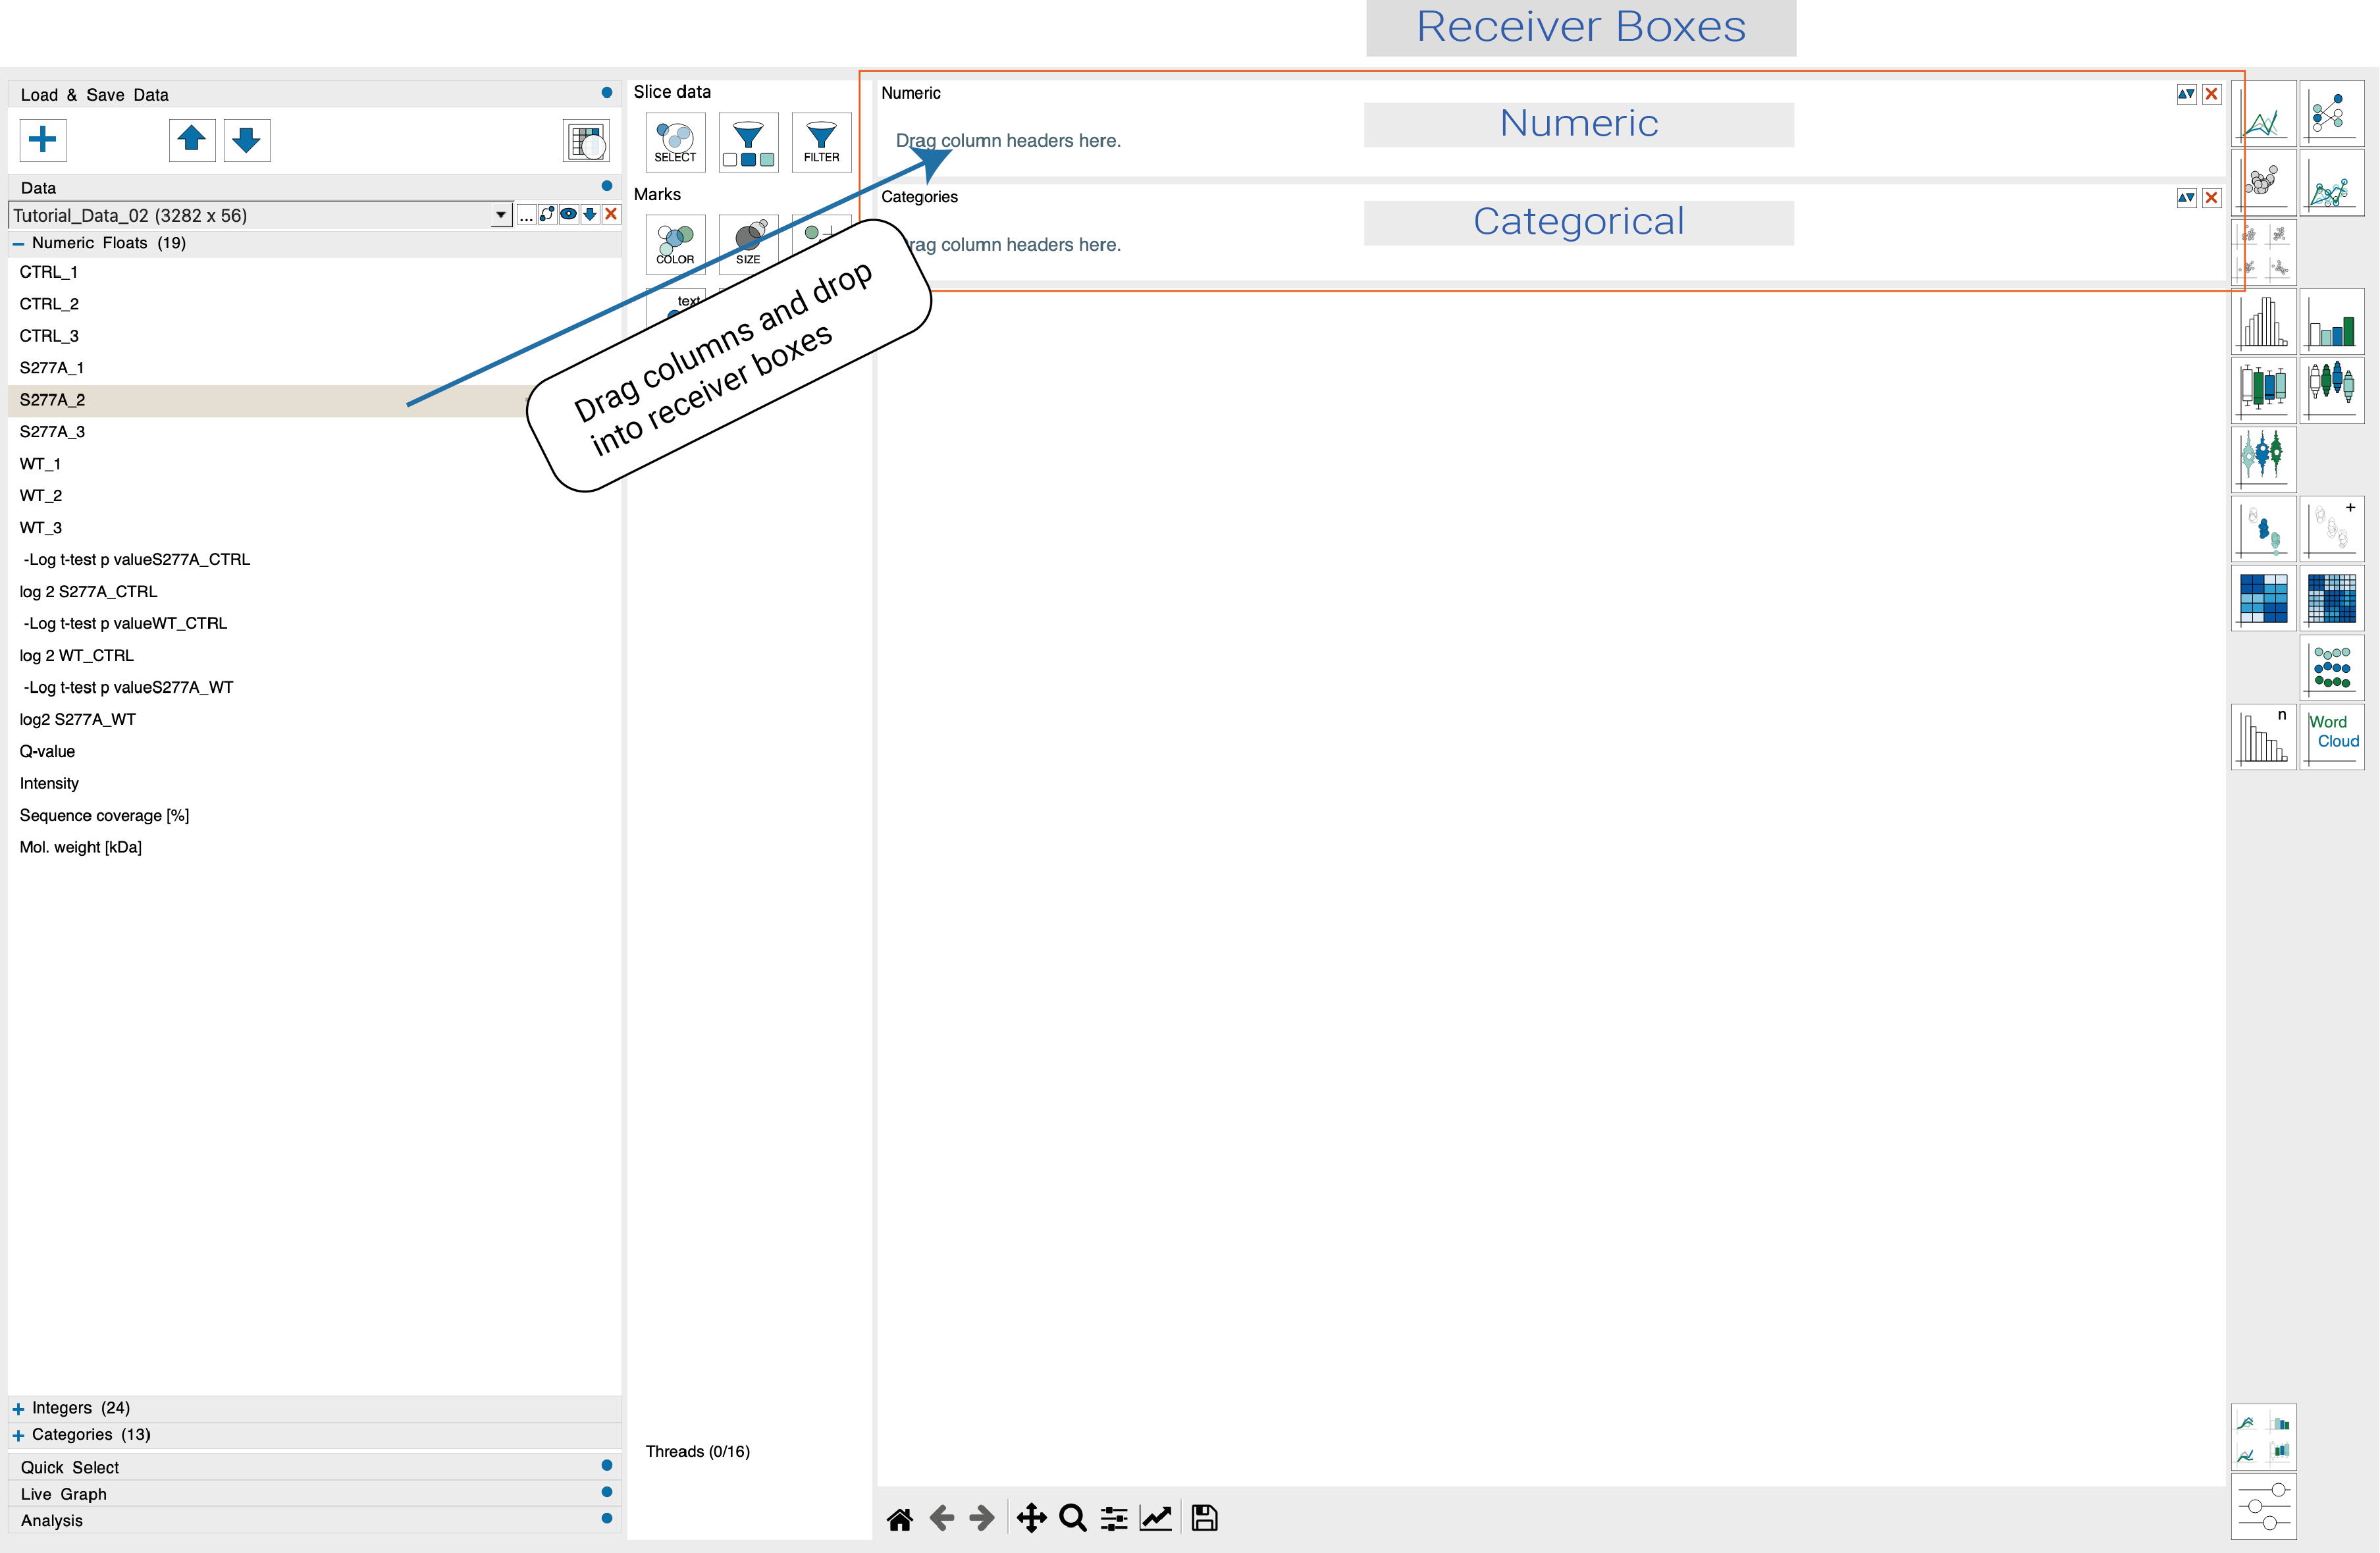 Receiver Boxes
Load & Save Data
Data
Tutorial_Data_02 (3282 x 56)
...
Numeric Floats (19)
CTRL_1
CTRL_2
CTRL_3
S277A_1
S277A_2
S277A_3
WT_1
WT_2
WT_3
-Log t-test p valueS277A_CTRL
log 2 S277A_CTRL
-Log t-test p valueWT_CTRL
log 2 WT_CTRL
-Log t-test p valueS277A_WT
log2 S277A_WT
Q-value
Intensity
Sequence coverage [%]
Mol. weight [kDa]
Integers (24)
Categories (13)
Quick Select
Live Graph
Analysis
Slice data
SELECT
FILTER
Marks
COLOR
SIZE
text
Drag columns and drop
into receiver boxes
Threads (0/16)
Numeric
Numeric
Drag column headers here.
Categories
Categorical
Drag column headers here.
n
Word
Cloud